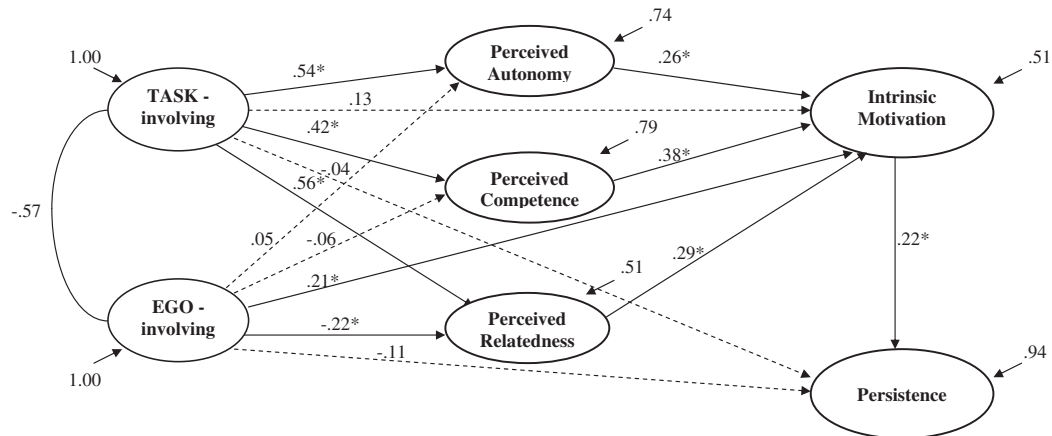 .74
Perceived
Autonomy
1.00
.54*
.26*
.51
TASK -
involving
.13
Intrinsic
Motivation
.42*
.79
-.04
.38*
Perceived
Competence
.56*
-.57
.05
-.06
.29*
.22*
.21*
.51
EGO -
involving
Perceived
Relatedness
-.22*
-.11
1.00
.94
Persistence